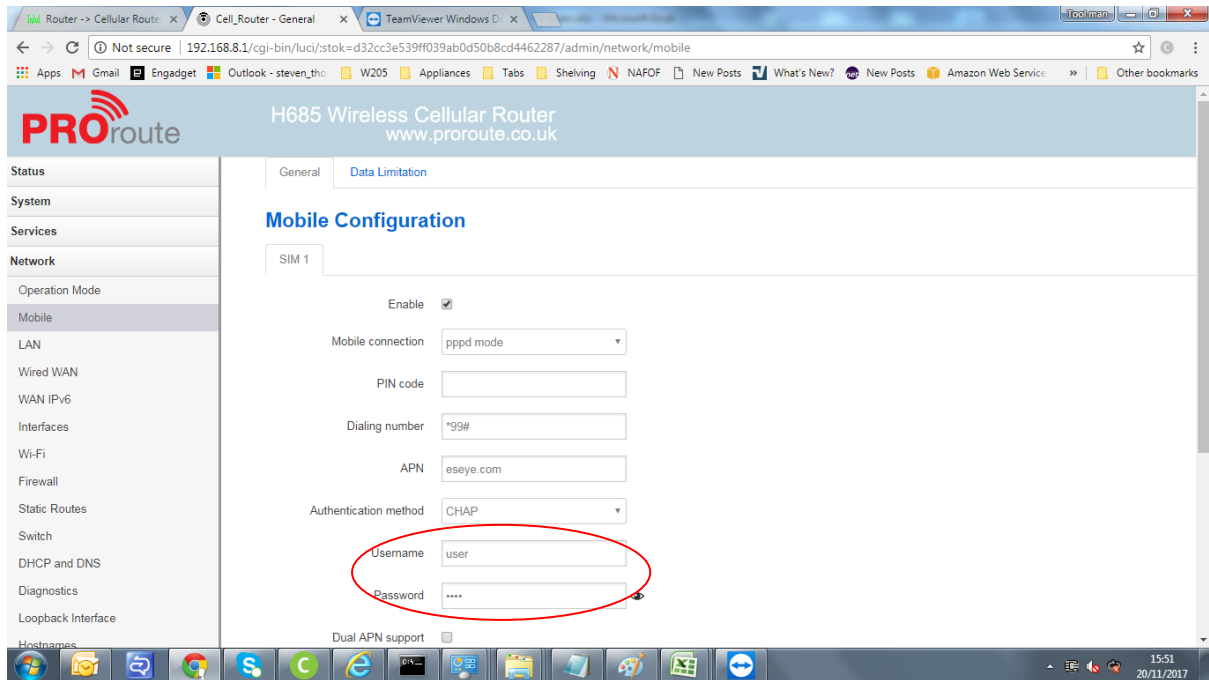 Router -> Cellular Route
Cell_Router - General
TeamViewer Windows D
Toolman
Not secure | 192.168.8.1/cgi-bin/luci/;stok=d32cc3e539ff039ab0d50b8cd4462287/admin/network/mobile
Apps Gmail Engadget Outlook - steven_tho W205 Appliances Tabs Shelving NAFOF New Posts What's New? New Posts Amazon Web Service » Other bookmarks
PROroute
H685 Wireless Cellular Router
www.proroute.co.uk
Status
System
Services
Network
Operation Mode
Mobile
LAN
Wired WAN
WAN IPv6
Interfaces
Wi-Fi
Firewall
Static Routes
Switch
DHCP and DNS
Diagnostics
Loopback Interface
Hostnames
General Data Limitation
Mobile Configuration
SIM 1
Enable
Mobile connection pppd mode
PIN code
Dialing number *99#
APN eseye.com
Authentication method CHAP
Username user
Password ••••
Dual APN support
15:51
20/11/2017